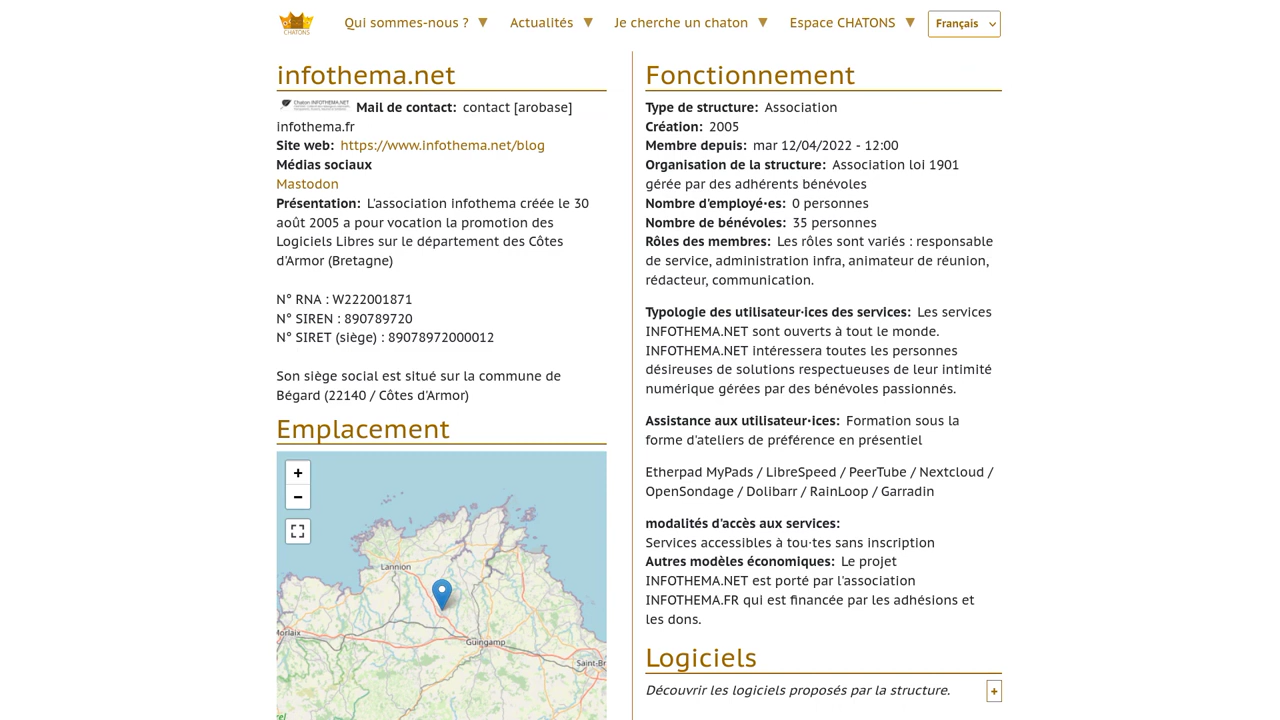 CHATONS
Qui sommes-nous ? ▼ Actualités ▼ Je cherche un chaton ▼ Espace CHATONS ▼ Français
infothema.net
Chaton INFOTHEMA.NET
Mail de contact: contact [arobase]
infothema.fr
Site web: https://www.infothema.net/blog
Médias sociaux
Mastodon
Présentation: L'association infothema créée le 30
août 2005 a pour vocation la promotion des
Logiciels Libres sur le département des Côtes
d'Armor (Bretagne)
N° RNA : W222001871
N° SIREN : 890789720
N° SIRET (siège) : 89078972000012
Son siège social est situé sur la commune de
Bégard (22140 / Côtes d'Armor)
Emplacement
+
−
Lannion
Morlaix
Guingamp
Saint-Br
Fonctionnement
Type de structure: Association
Création: 2005
Membre depuis: mar 12/04/2022 - 12:00
Organisation de la structure: Association loi 1901
gérée par des adhérents bénévoles
Nombre d'employé·es: 0 personnes
Nombre de bénévoles: 35 personnes
Rôles des membres: Les rôles sont variés : responsable
de service, administration infra, animateur de réunion,
rédacteur, communication.
Typologie des utilisateur·ices des services: Les services
INFOTHEMA.NET sont ouverts à tout le monde.
INFOTHEMA.NET intéressera toutes les personnes
désireuses de solutions respectueuses de leur intimité
numérique gérées par des bénévoles passionnés.
Assistance aux utilisateur·ices: Formation sous la
forme d'ateliers de préférence en présentiel
Etherpad MyPads / LibreSpeed / PeerTube / Nextcloud /
OpenSondage / Dolibarr / RainLoop / Garradin
modalités d'accès aux services:
Services accessibles à tou·tes sans inscription
Autres modèles économiques: Le projet
INFOTHEMA.NET est porté par l'association
INFOTHEMA.FR qui est financée par les adhésions et
les dons.
Logiciels
Découvrir les logiciels proposés par la structure. +